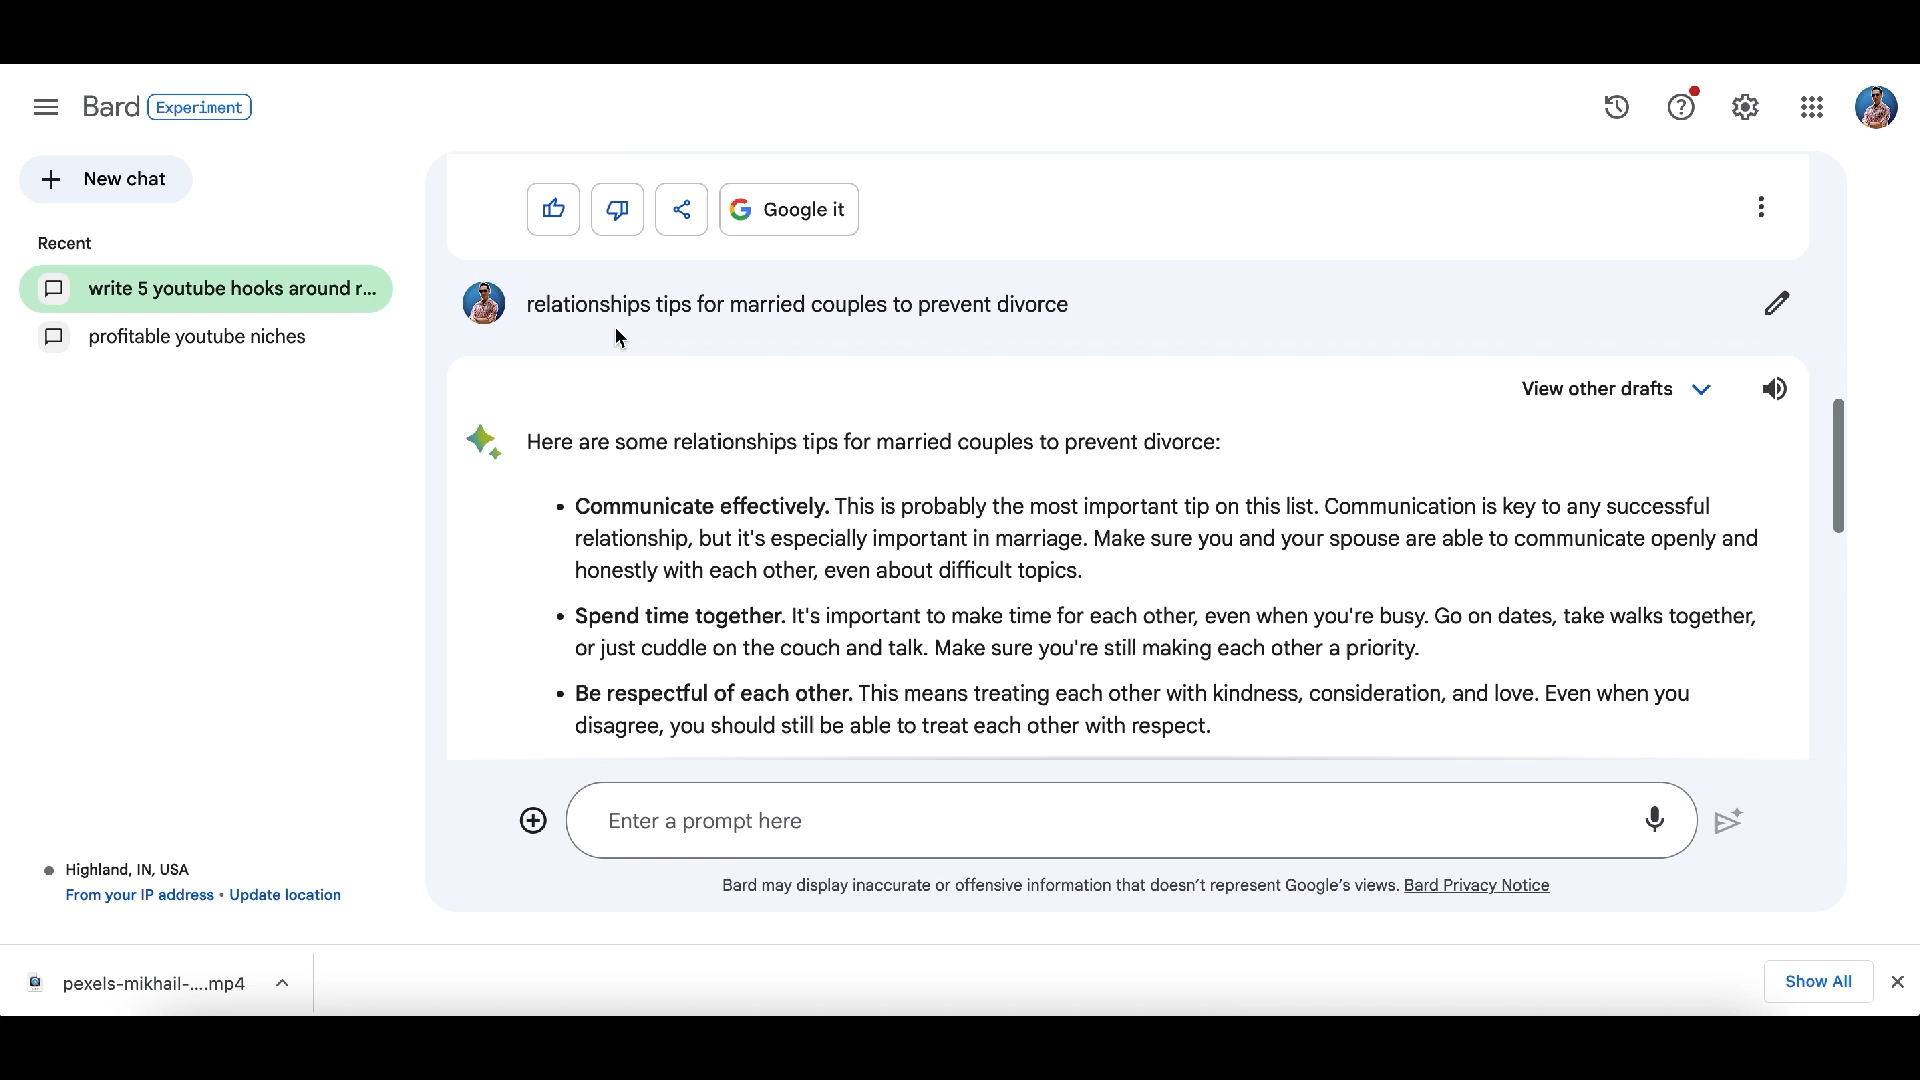 Bard Experiment
New chat
Recent
write 5 youtube hooks around r...
profitable youtube niches
Google it
relationships tips for married couples to prevent divorce
View other drafts
Here are some relationships tips for married couples to prevent divorce:
• Communicate effectively. This is probably the most important tip on this list. Communication is key to any successful
relationship, but it's especially important in marriage. Make sure you and your spouse are able to communicate openly and
honestly with each other, even about difficult topics.
• Spend time together. It's important to make time for each other, even when you're busy. Go on dates, take walks together,
or just cuddle on the couch and talk. Make sure you're still making each other a priority.
• Be respectful of each other. This means treating each other with kindness, consideration, and love. Even when you
disagree, you should still be able to treat each other with respect.
Enter a prompt here
Highland, IN, USA
From your IP address • Update location
Bard may display inaccurate or offensive information that doesn't represent Google's views. Bard Privacy Notice
pexels-mikhail-....mp4
Show All